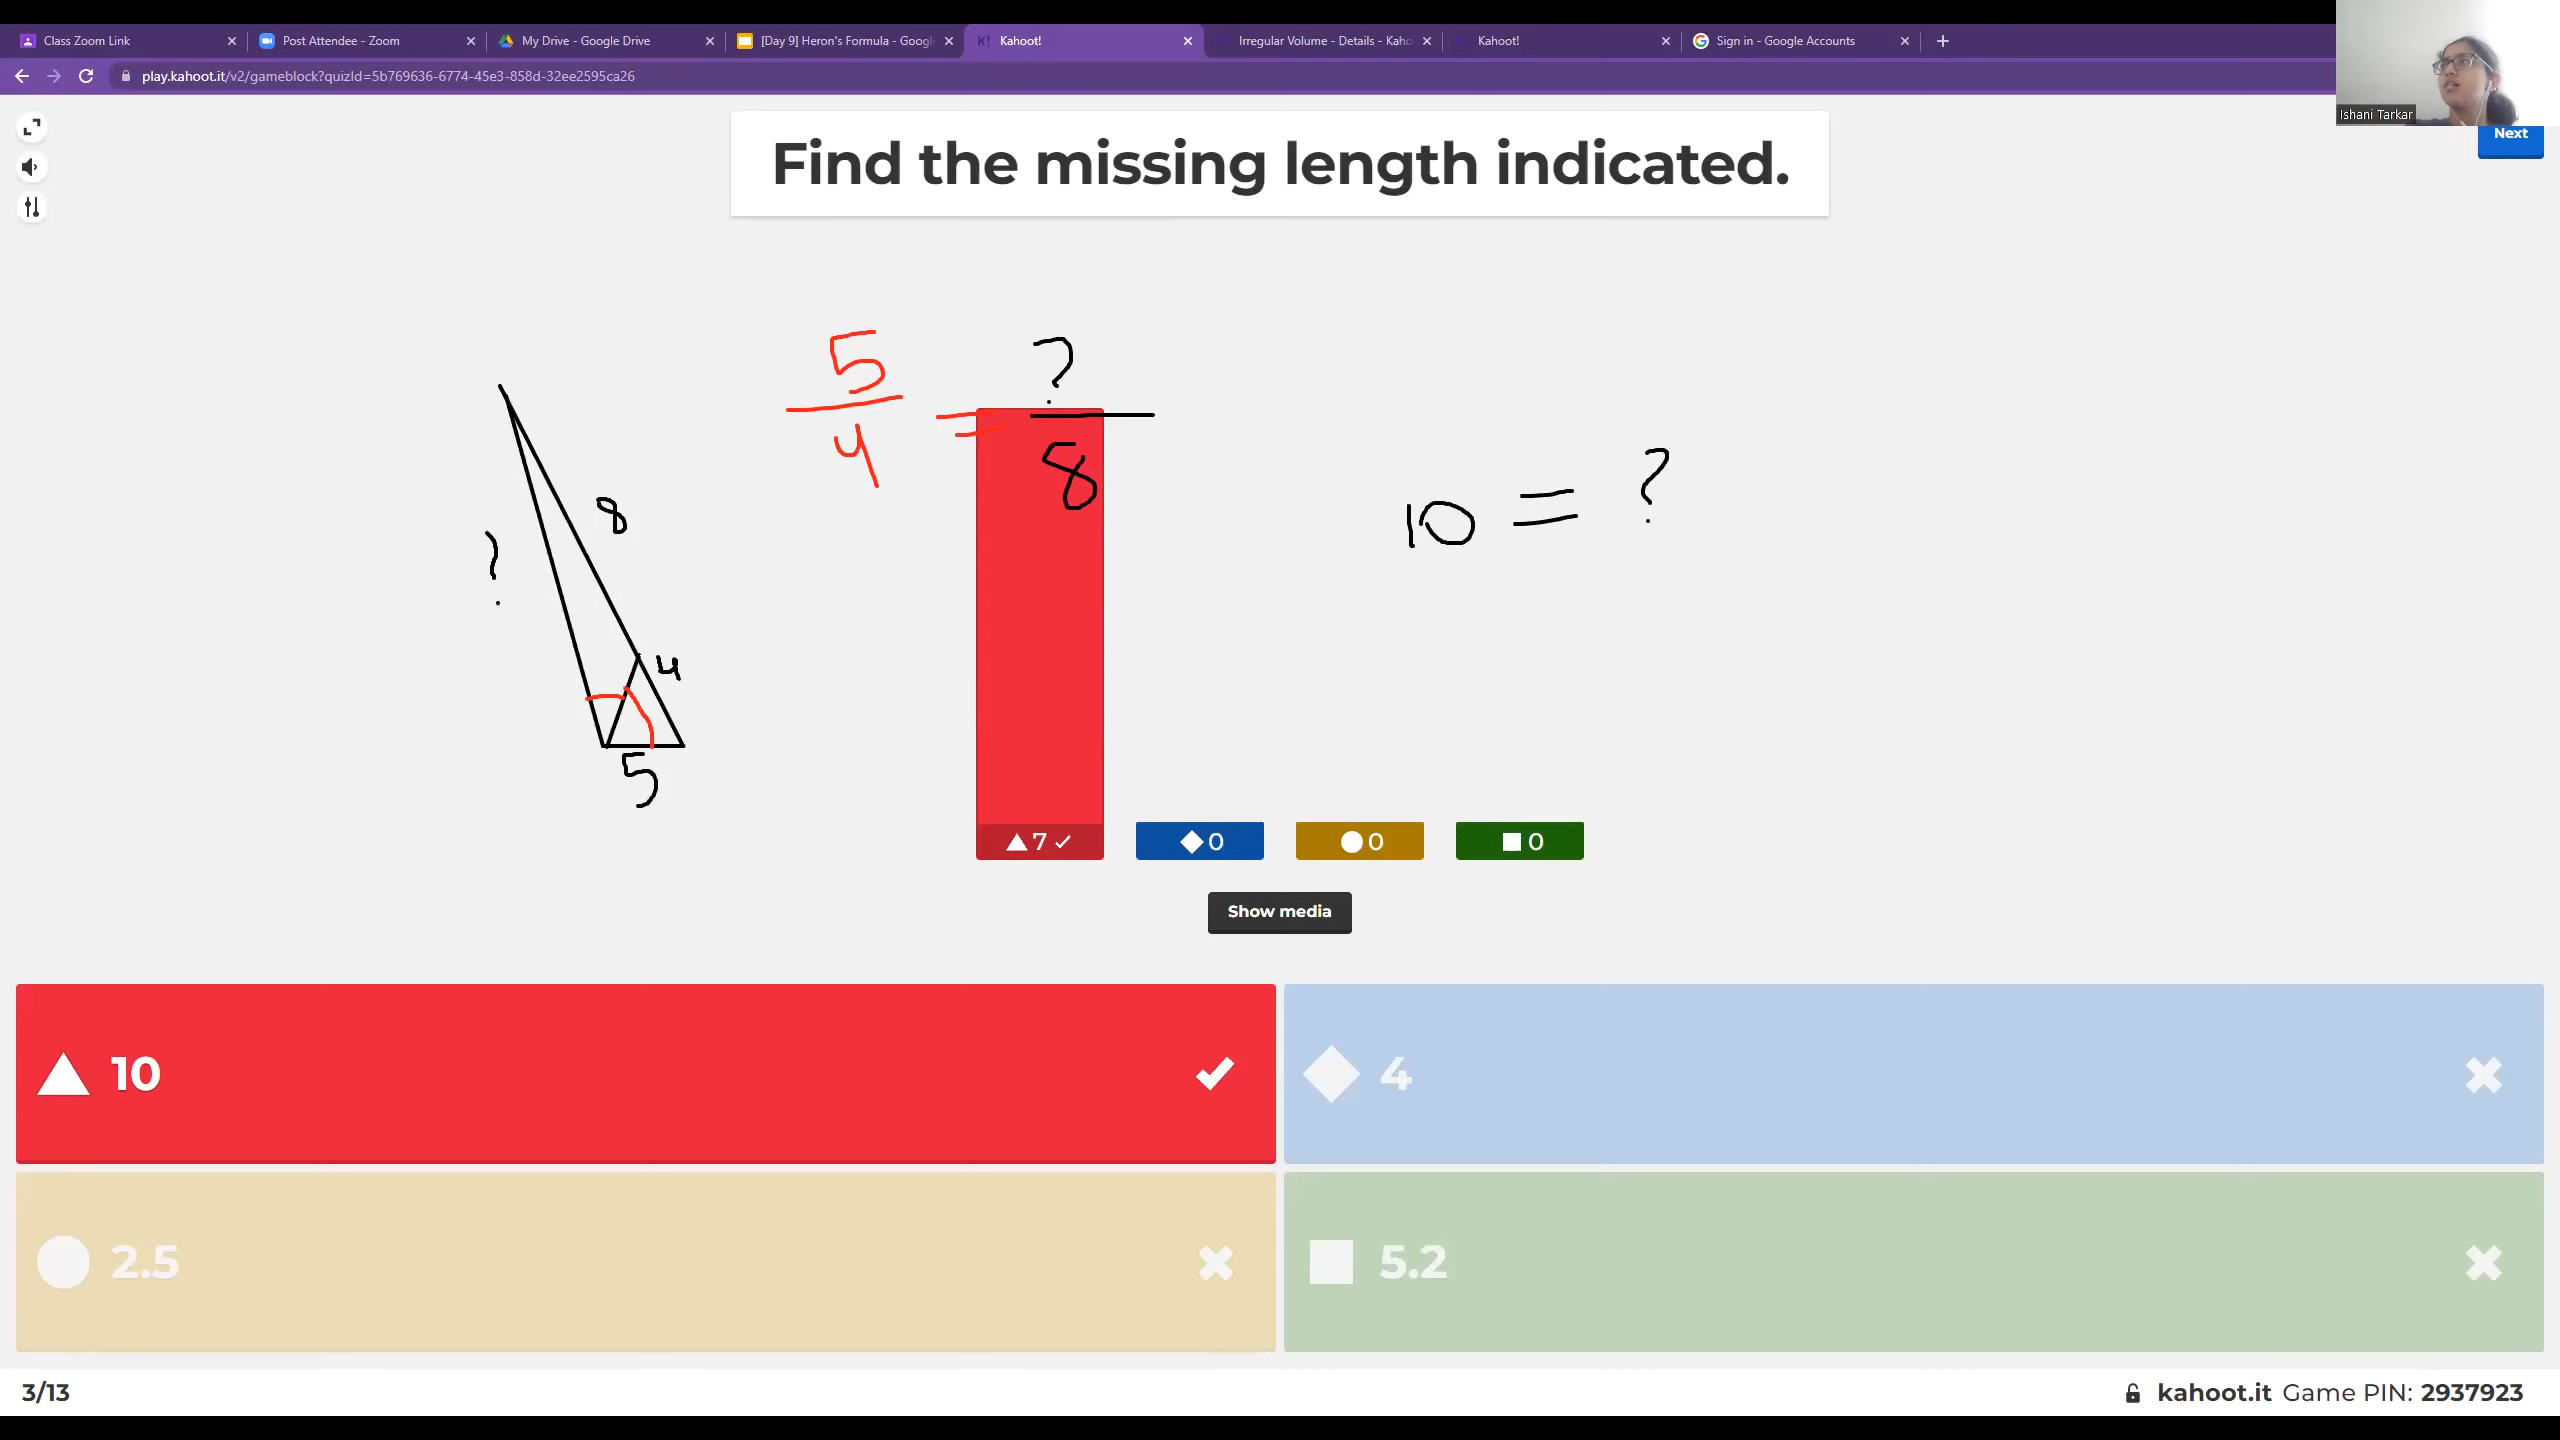 Class Zoom Link
Post Attendee - Zoom
My Drive - Google Drive
[Day 9] Heron's Formula - Googl
Kahoot!
Irregular Volume - Details - Kaho
Kahoot!
Sign in - Google Accounts
play.kahoot.it/v2/gameblock?quizId=5b769636-6774-45e3-858d-32ee2595ca26
Ishani Tarkar
Next
Find the missing length indicated.
5
4
=
?
8
10 = ?
?
8
4
5
7
0
0
0
Show media
10
4
2.5
5.2
3/13
kahoot.it Game PIN: 2937923